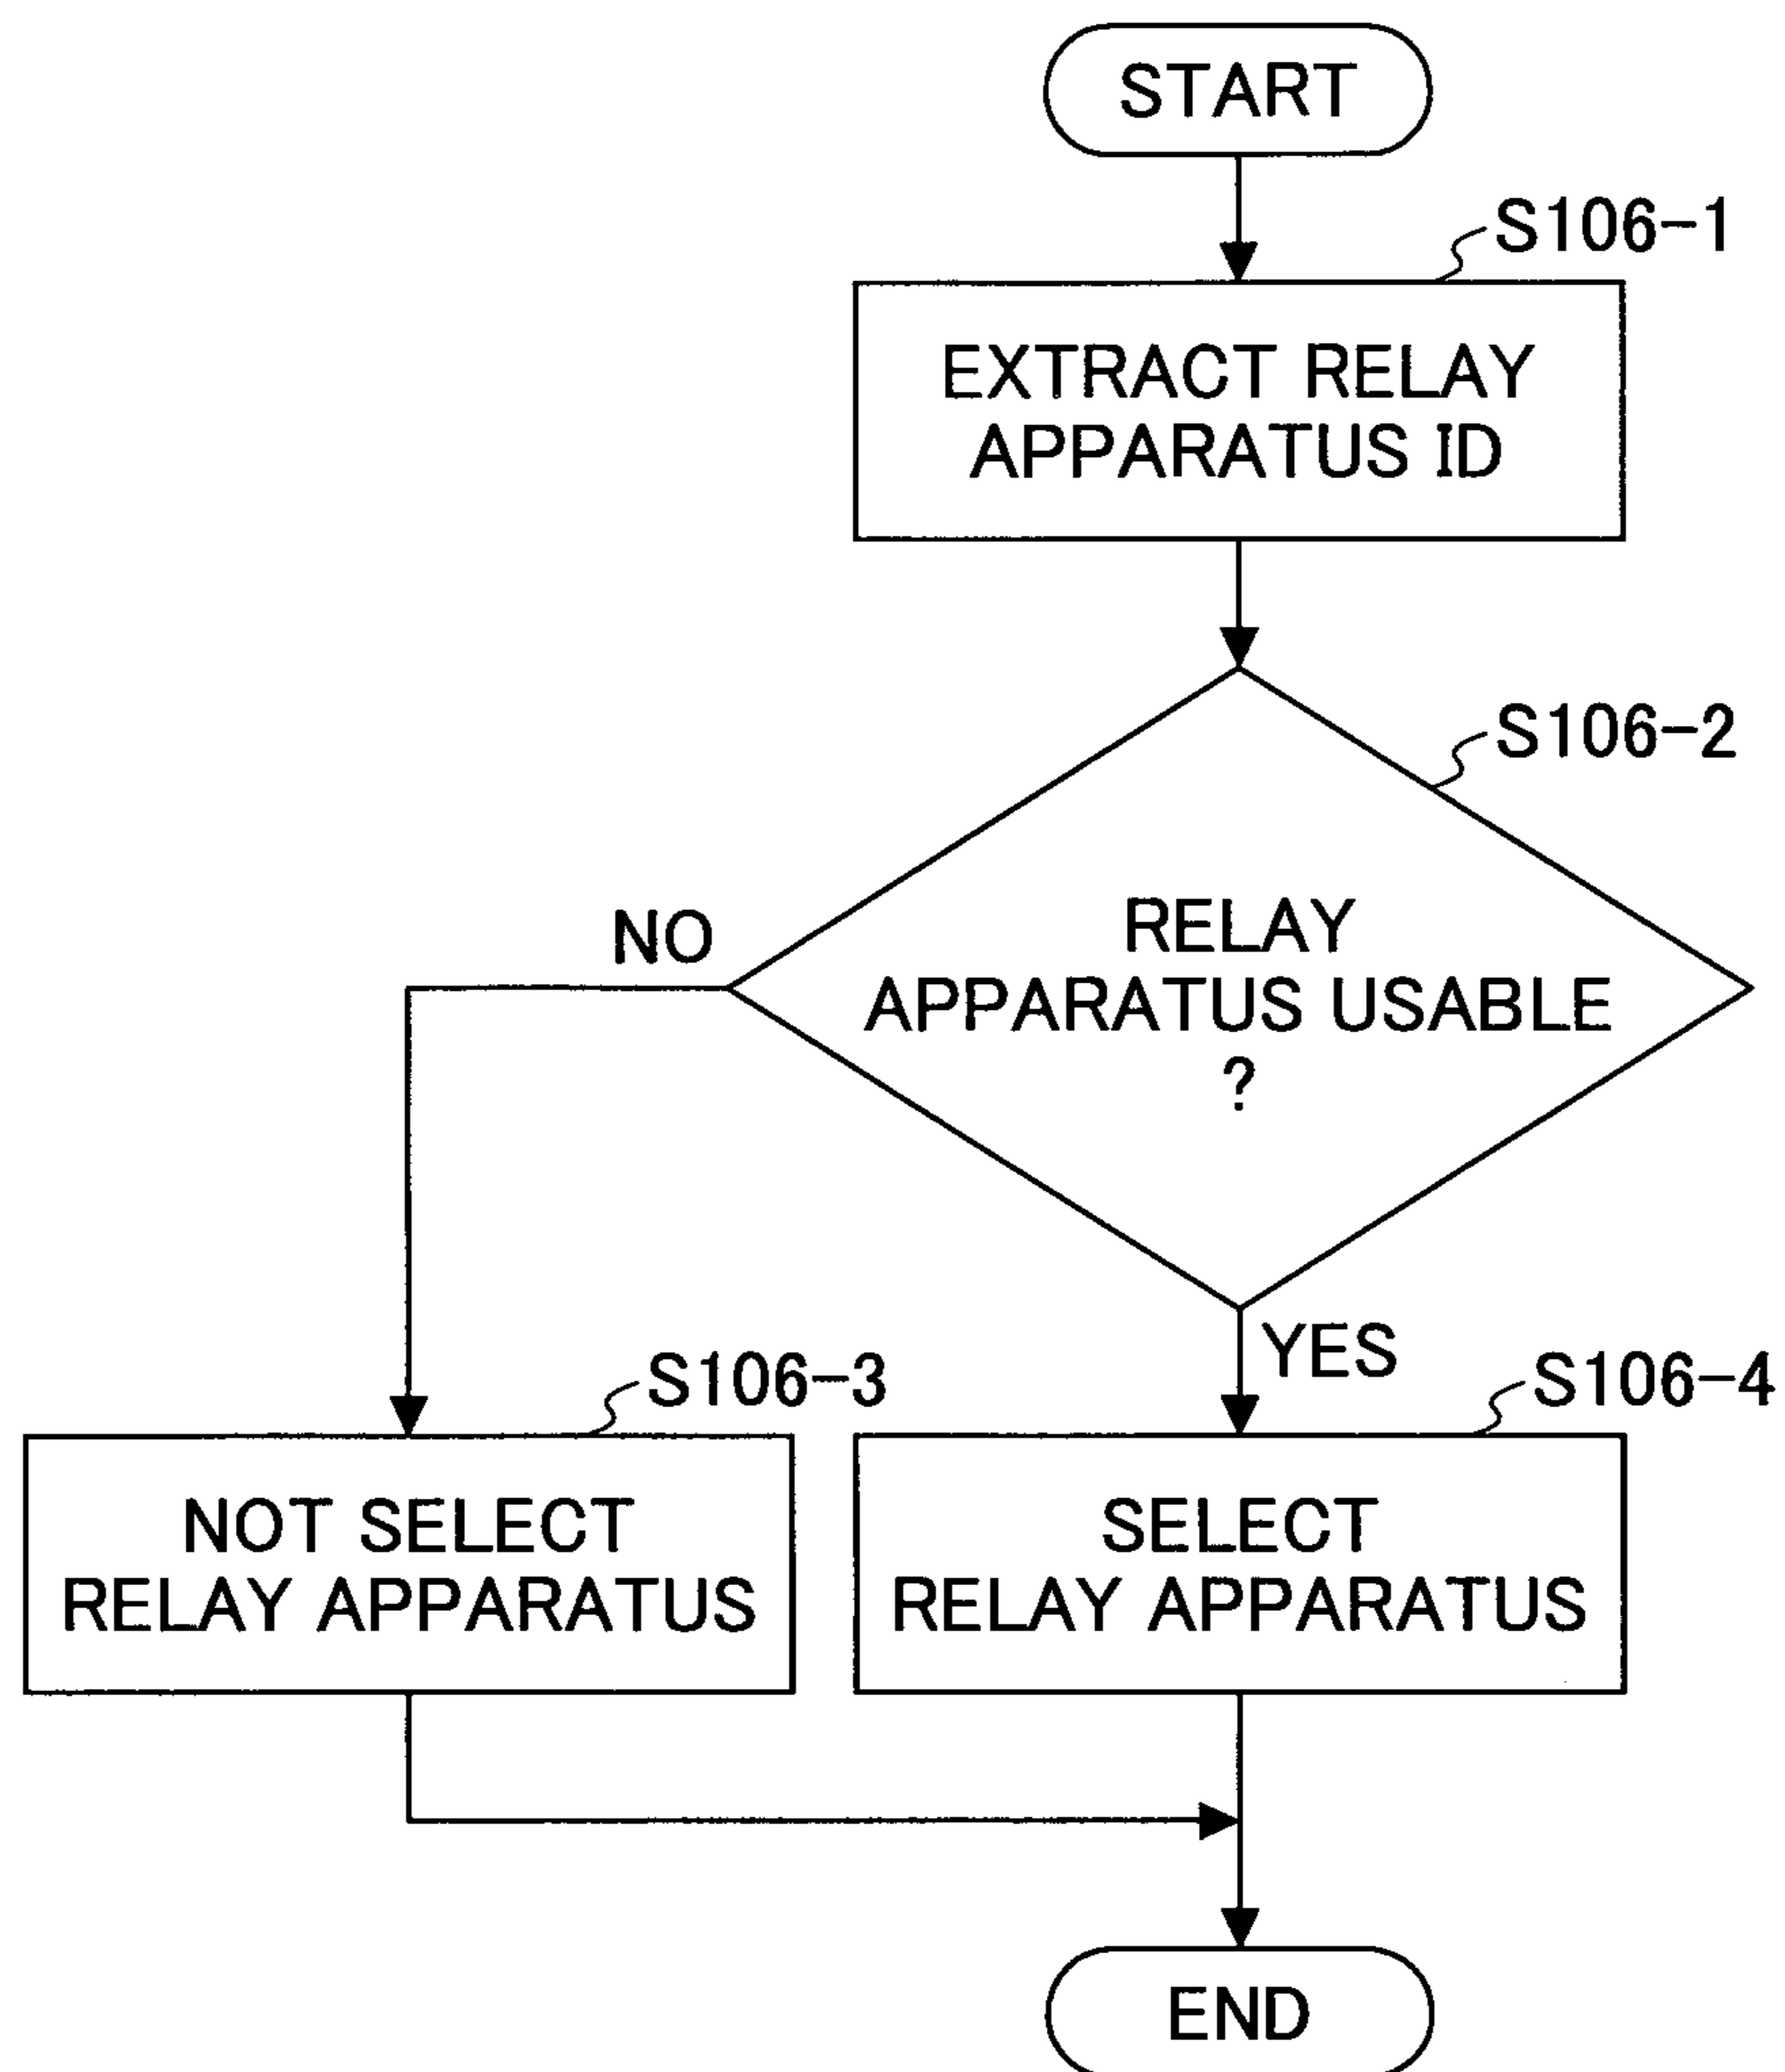 START
S106-1
EXTRACT RELAY
APPARATUS ID
S106-2
RELAY
APPARATUS USABLE
?
NO
YES
S106-3
NOT SELECT
RELAY APPARATUS
S106-4
SELECT
RELAY APPARATUS
END